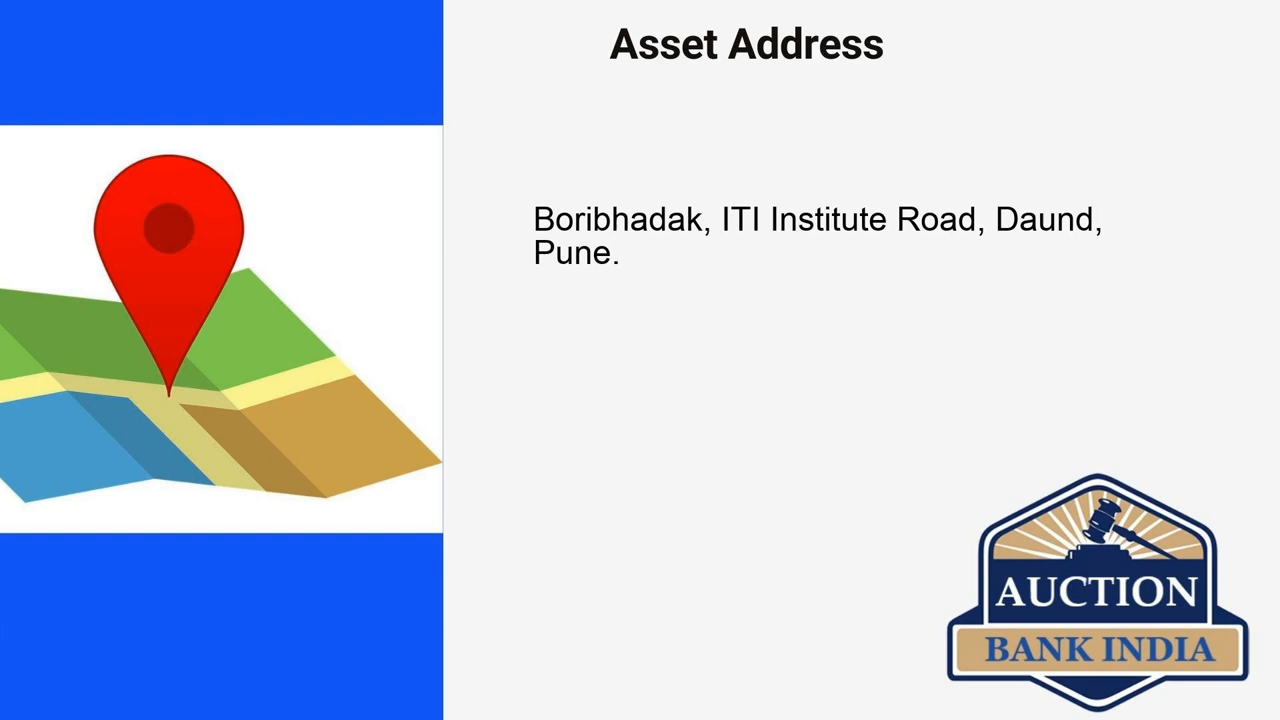 Asset Address
Boribhadak, ITI Institute Road, Daund,
Pune.
AUCTION
BANK INDIA